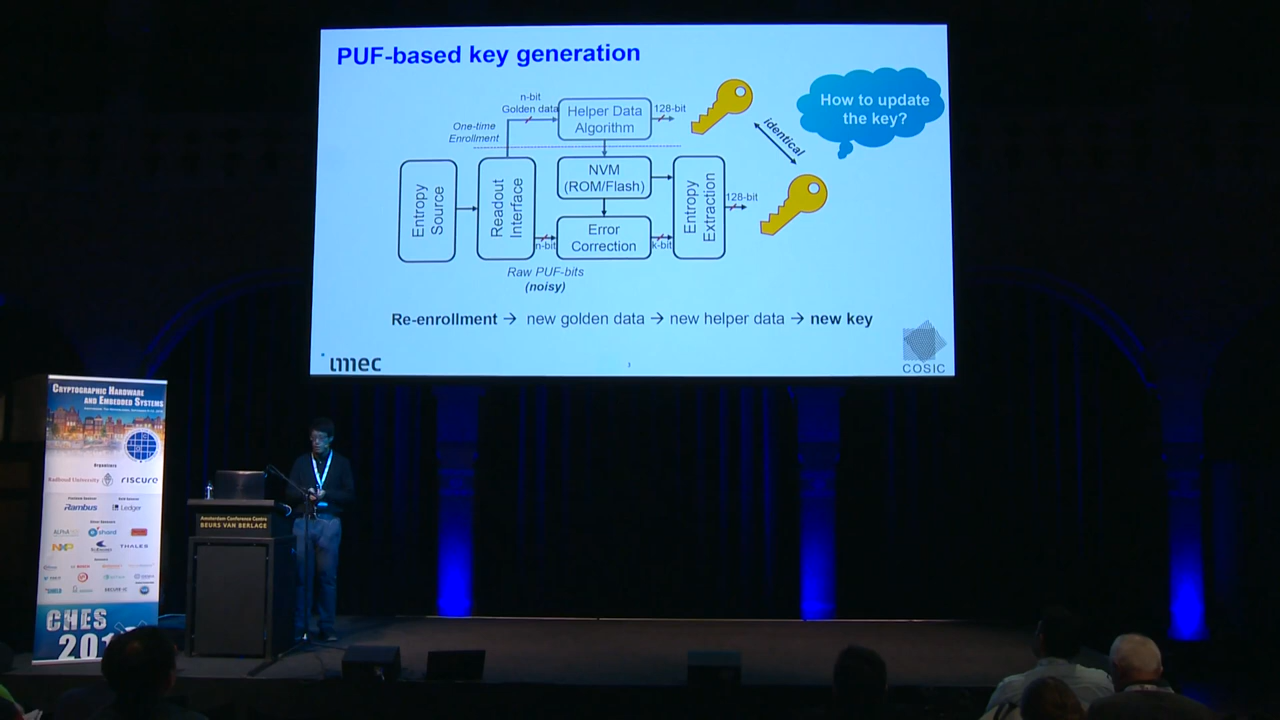 PUF-based key generation
n-bit
Golden data
Helper Data
Algorithm
128-bit
How to update
the key?
One-time
Enrollment
identical
Entropy
Source
Readout
Interface
NVM
(ROM/Flash)
Entropy
Extraction
128-bit
n-bit
Error
Correction
k-bit
Raw PUF-bits
(noisy)
Re-enrollment → new golden data → new helper data → new key
imec
COSIC
CRYPTOGRAPHIC HARDWARE
AND EMBEDDED SYSTEMS
Organizers
Radboud University
riscure
Rambus
Ledger
shard
NXP
THALES
Amsterdam Conference Centre
BEURS VAN BERLAGE
CHES
201